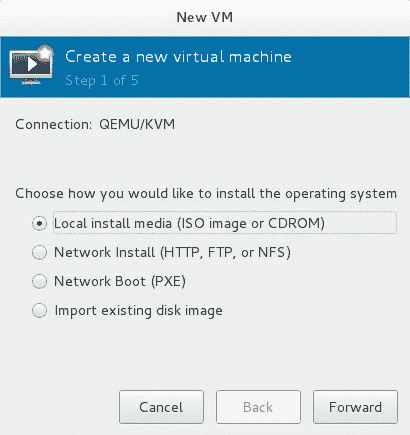 New VM
Create a new virtual machine
Step 1 of 5
Connection: QEMU/KVM
Choose how you would like to install the operating system
Local install media (ISO image or CDROM)
Network Install (HTTP, FTP, or NFS)
Network Boot (PXE)
Import existing disk image
Cancel Back Forward